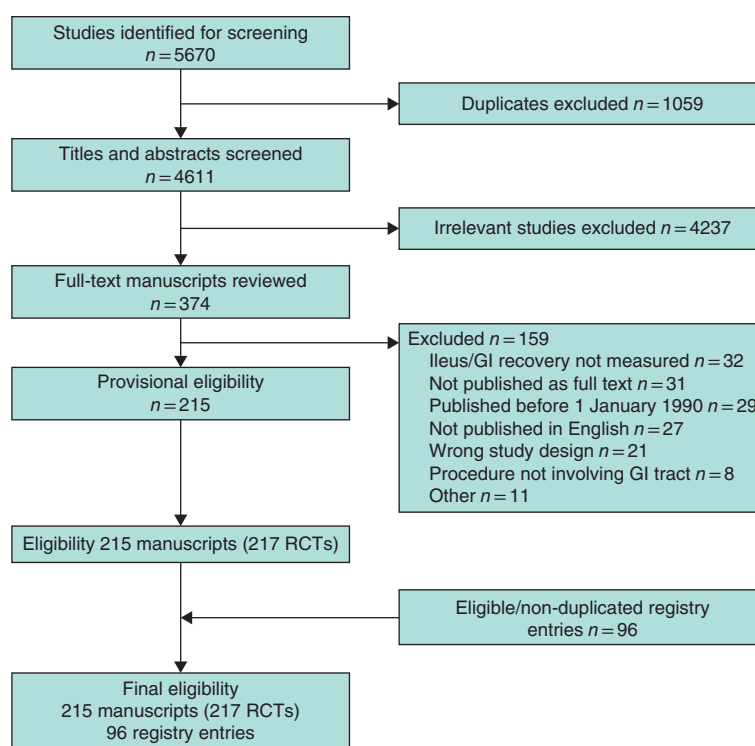 Studies identified for screening
n = 5670
Duplicates excluded n = 1059
Titles and abstracts screened
n = 4611
Irrelevant studies excluded n = 4237
Full-text manuscripts reviewed
n = 374
Excluded n = 159
Ileus/GI recovery not measured n = 32
Not published as full text n = 31
Published before 1 January 1990 n = 29
Not published in English n = 27
Wrong study design n = 21
Procedure not involving GI tract n = 8
Other n = 11
Provisional eligibility
n = 215
Eligibility 215 manuscripts (217 RCTs)
Eligible/non-duplicated registry
entries n = 96
Final eligibility
215 manuscripts (217 RCTs)
96 registry entries